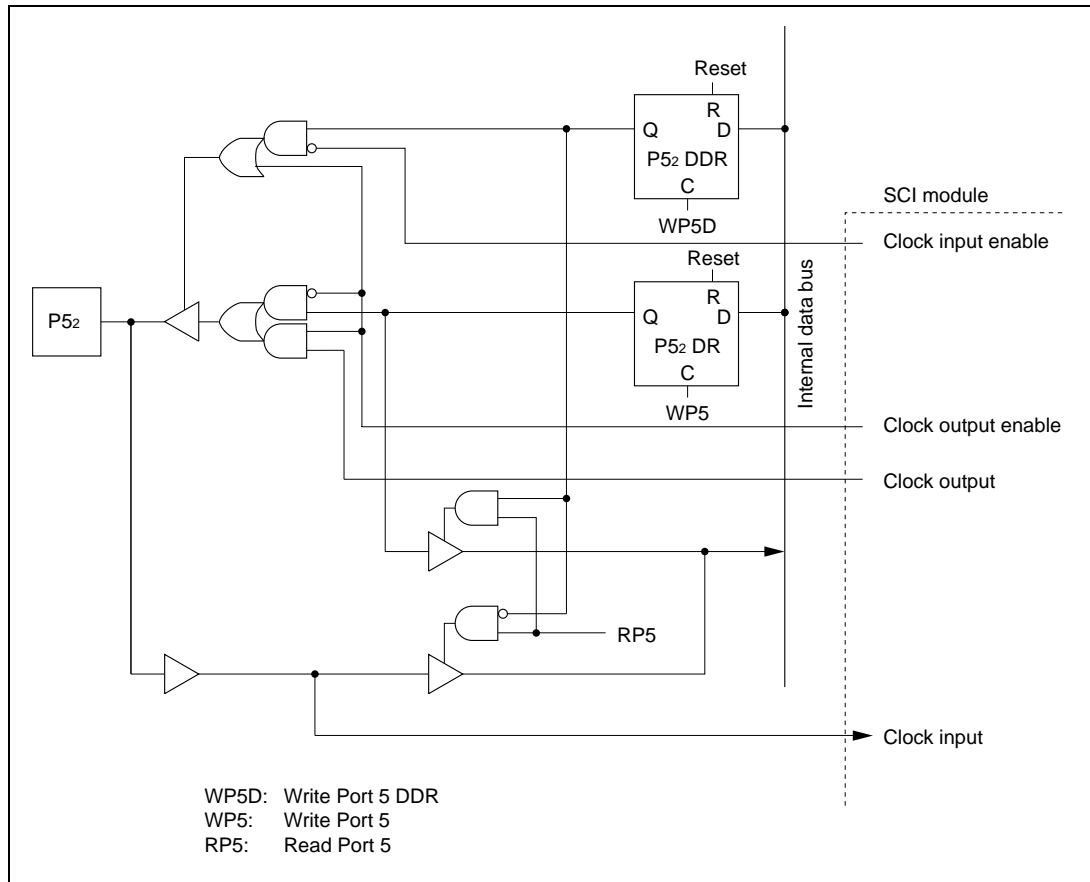 Reset
R
Q D
P52 DDR
C
WP5D
SCI module
Clock input enable
Reset
R
Q D
P52 DR
C
WP5
P52
Internal data bus
Clock output enable
Clock output
RP5
Clock input
WP5D: Write Port 5 DDR
WP5: Write Port 5
RP5: Read Port 5